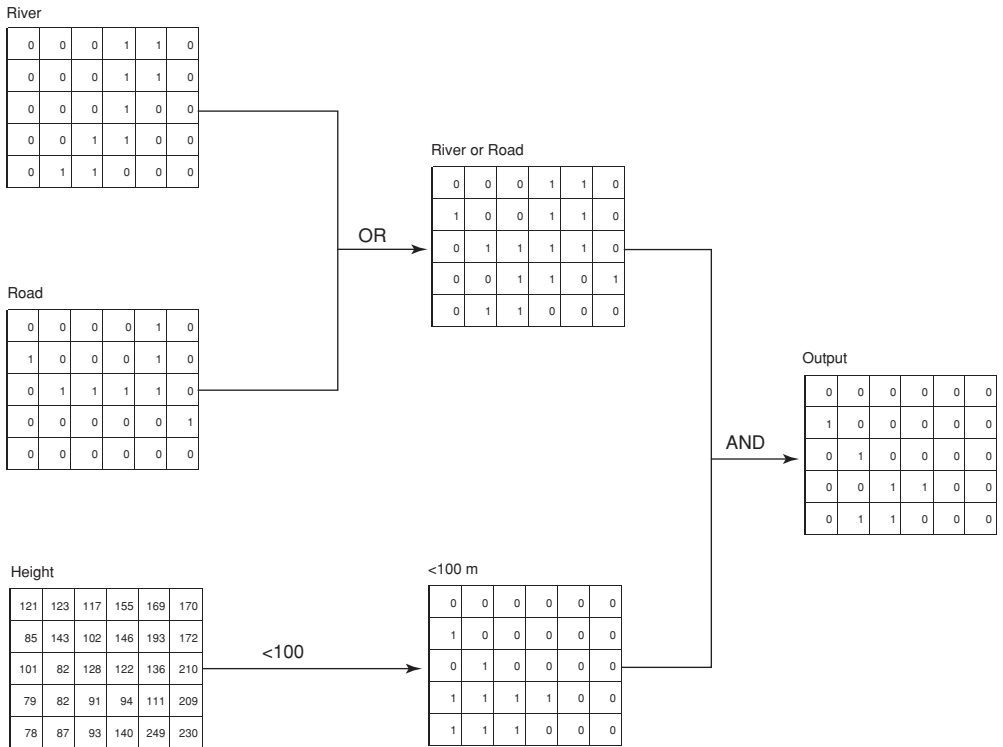 River
0 0 0 1 1 0
0 0 0 1 1 0
0 0 0 1 0 0
0 0 1 1 0 0
0 1 1 0 0 0
River or Road
0 0 0 1 1 0
1 0 0 1 1 0
0 1 1 1 1 0
0 0 1 1 0 1
0 1 1 0 0 0
OR
Road
0 0 0 0 1 0
1 0 0 0 1 0
0 1 1 1 1 0
0 0 0 0 0 1
0 0 0 0 0 0
Output
0 0 0 0 0 0
1 0 0 0 0 0
0 1 0 0 0 0
0 0 1 1 0 0
0 1 1 0 0 0
AND
Height
121 123 117 155 169 170
85 143 102 146 193 172
101 82 128 122 136 210
79 82 91 94 111 209
78 87 93 140 249 230
<100
<100 m
0 0 0 0 0 0
1 0 0 0 0 0
0 1 0 0 0 0
1 1 1 1 0 0
1 1 1 0 0 0